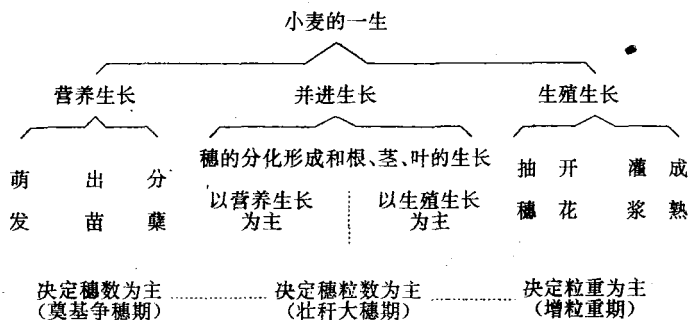 小麦的一生
营养生长 并进生长 生殖生长
萌发 出苗 分蘖
穗的分化形成和根、茎、叶的生长
以营养生长为主 以生殖生长为主
抽穗 开花 灌浆 成熟
决定穗数为主 决定穗粒数为主 决定粒重为主
(奠基争穗期) (壮秆大穗期) (增粒重期)